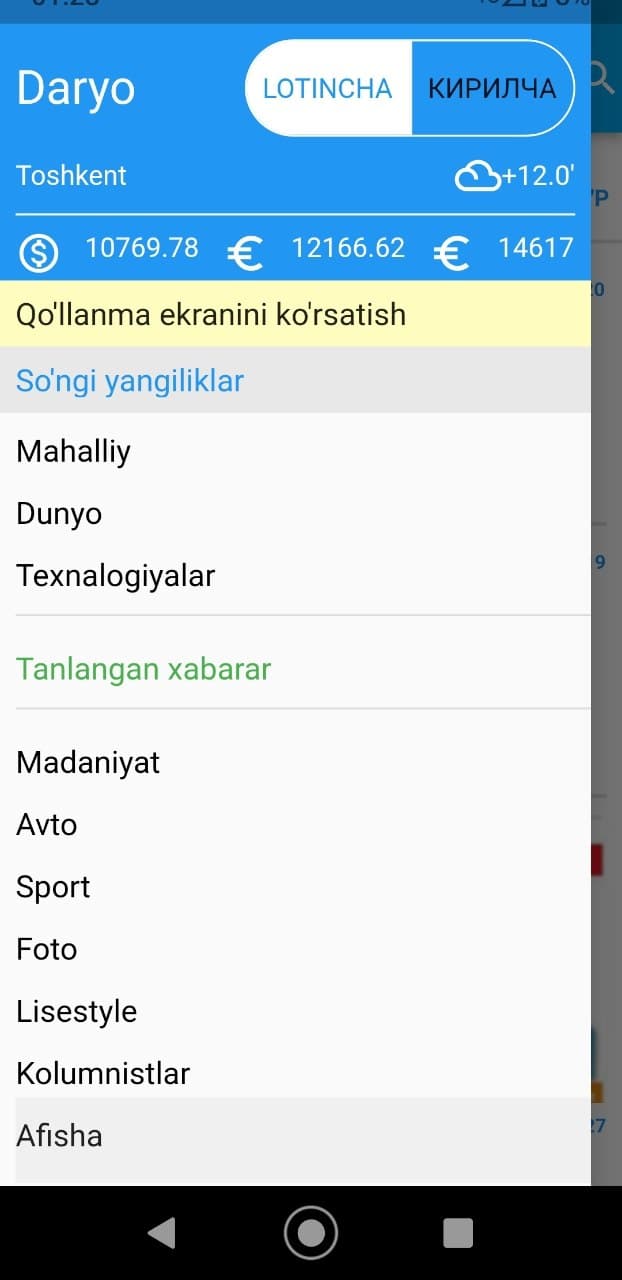 Daryo
LOTINCHA КИРИЛЧА
Toshkent +12.0'
$ 10769.78 € 12166.62 € 14617
Qo'llanma ekranini ko'rsatish
So'ngi yangiliklar
Mahalliy
Dunyo
Texnalogiyalar
Tanlangan xabarar
Madaniyat
Avto
Sport
Foto
Lisestyle
Kolumnistlar
Afisha